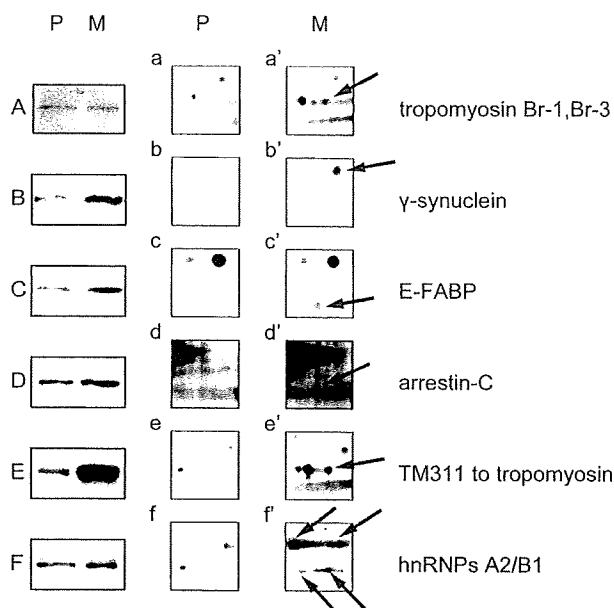 P M P M
a a'
A tropomyosin Br-1,Br-3
b b'
B γ-synuclein
c c'
C E-FABP
d d'
D arrestin-C
e e'
E TM311 to tropomyosin
f f'
F hnRNPs A2/B1